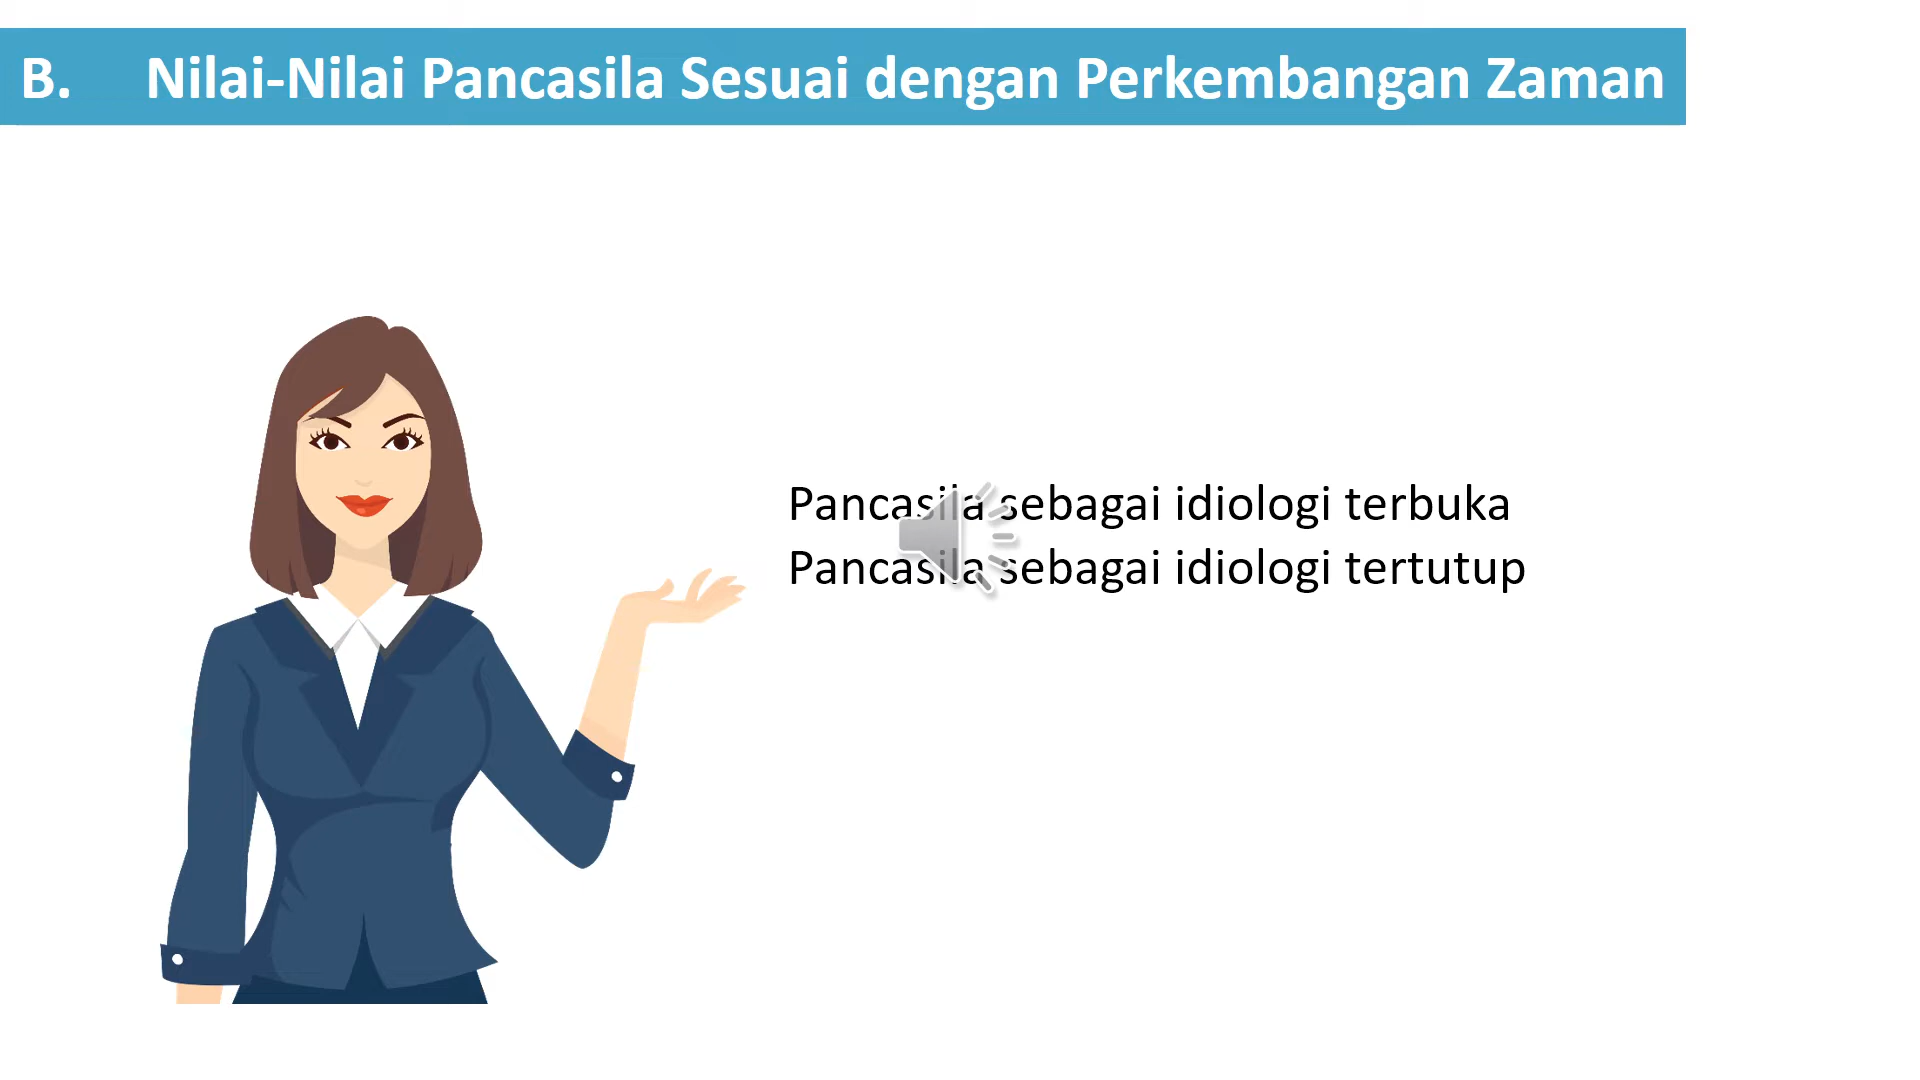 B. Nilai-Nilai Pancasila Sesuai dengan Perkembangan Zaman
Pancasila sebagai idiologi terbuka
Pancasila sebagai idiologi tertutup